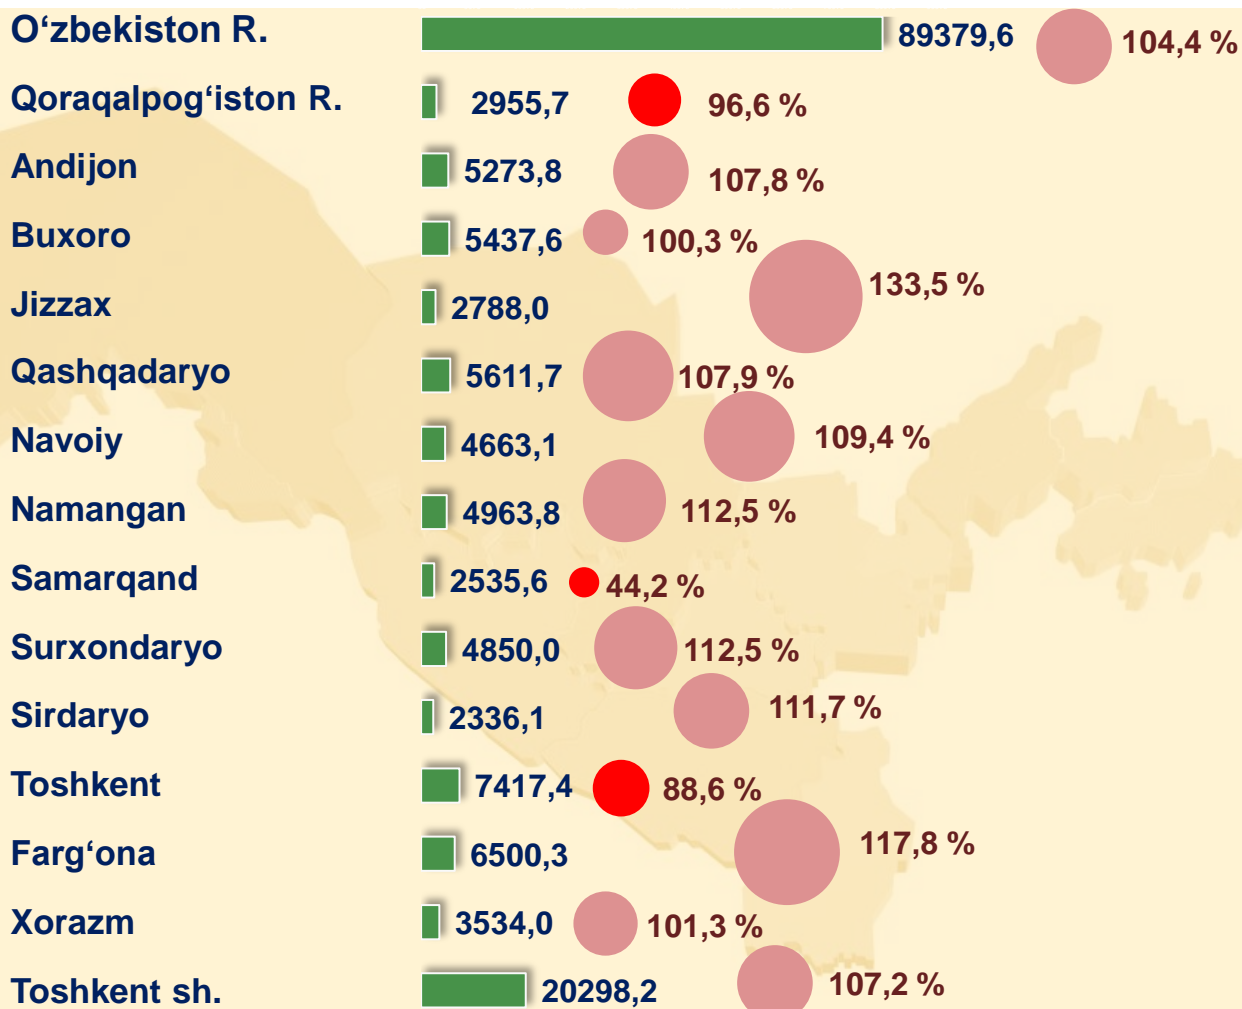 O‘zbekiston R. 89379,6 104,4 %
Qoraqalpog‘iston R. 2955,7 96,6 %
Andijon 5273,8 107,8 %
Buxoro 5437,6 100,3 %
Jizzax 2788,0 133,5 %
Qashqadaryo 5611,7 107,9 %
Navoiy 4663,1 109,4 %
Namangan 4963,8 112,5 %
Samarqand 2535,6 44,2 %
Surxondaryo 4850,0 112,5 %
Sirdaryo 2336,1 111,7 %
Toshkent 7417,4 88,6 %
Farg‘ona 6500,3 117,8 %
Xorazm 3534,0 101,3 %
Toshkent sh. 20298,2 107,2 %